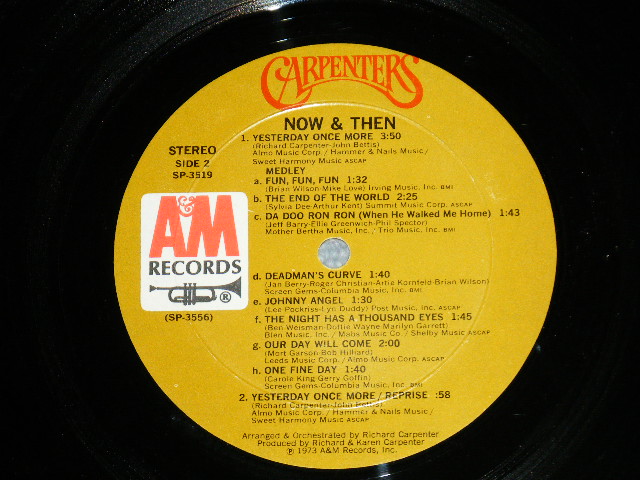 CARPENTERS
NOW & THEN
STEREO
SIDE 2
SP-3519
A&M
RECORDS
®
(SP-3556)
1. YESTERDAY ONCE MORE 3:50
(Richard Carpenter-John Bettis)
Almo Music Corp. / Hammer & Nails Music /
Sweet Harmony Music ASCAP
MEDLEY
a. FUN, FUN, FUN 1:32
(Brian Wilson-Mike Love) Irving Music, Inc. BMI
b. THE END OF THE WORLD 2:25
(Sylvia Dee-Arthur Kent) Summit Music Corp. ASCAP
c. DA DOO RON RON (When He Walked Me Home) 1:43
(Jeff Barry-Ellie Greenwich-Phil Spector)
Mother Bertha Music, Inc. / Trio Music, Inc. BMI
d. DEADMAN'S CURVE 1:40
(Jan Berry-Roger Christian-Artie Kornfeld-Brian Wilson)
Screen Gems-Columbia Music, Inc. BMI
e. JOHNNY ANGEL 1:30
(Lee Pockriss-Lyn Duddy) Post Music, Inc. ASCAP
f. THE NIGHT HAS A THOUSAND EYES 1:45
(Ben Weisman-Dottie Wayne-Marilyn Garrett)
Blen Music, Inc. / Mabs Music Co. / Shelby Music ASCAP
g. OUR DAY WILL COME 2:00
(Mort Garson-Bob Hilliard)
Leeds Music Corp. / Almo Music Corp. ASCAP
h. ONE FINE DAY 1:40
(Carole King-Gerry Goffin)
Screen Gems-Columbia Music, Inc. BMI
2. YESTERDAY ONCE MORE / REPRISE :58
(Richard Carpenter-John Bettis)
Almo Music Corp. / Hammer & Nails Music /
Sweet Harmony Music ASCAP
Arranged & Orchestrated by Richard Carpenter
Produced by Richard & Karen Carpenter
℗ 1973 A&M Records, Inc.